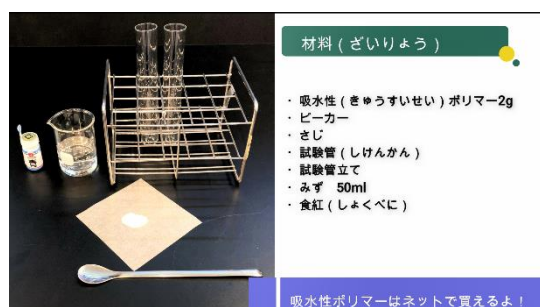 材料（ざいりょう）
・吸水性（きゅうすいせい）ポリマー2g
・ビーカー
・さじ
・試験管（しけんかん）
・試験管立て
・みず　50ml
・食紅（しょくべに）
吸水性ポリマーはネットで買えるよ！